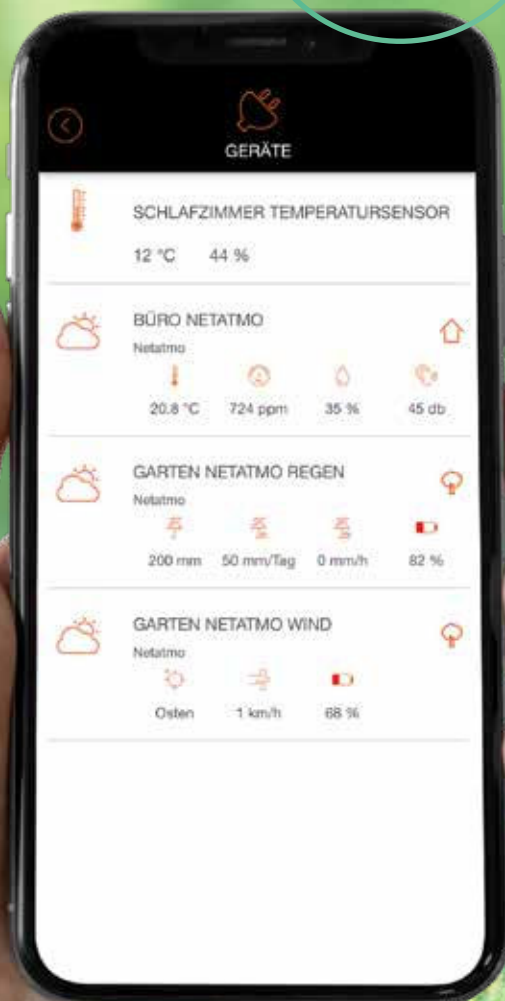 GERÄTE
SCHLAFZIMMER TEMPERATURSENSOR
12 °C 44 %
BÜRO NETATMO
Netatmo
20.8 °C 724 ppm 35 % 45 db
GARTEN NETATMO REGEN
Netatmo
200 mm 50 mm/Tag 0 mm/h 82 %
GARTEN NETATMO WIND
Netatmo
Osten 1 km/h 68 %